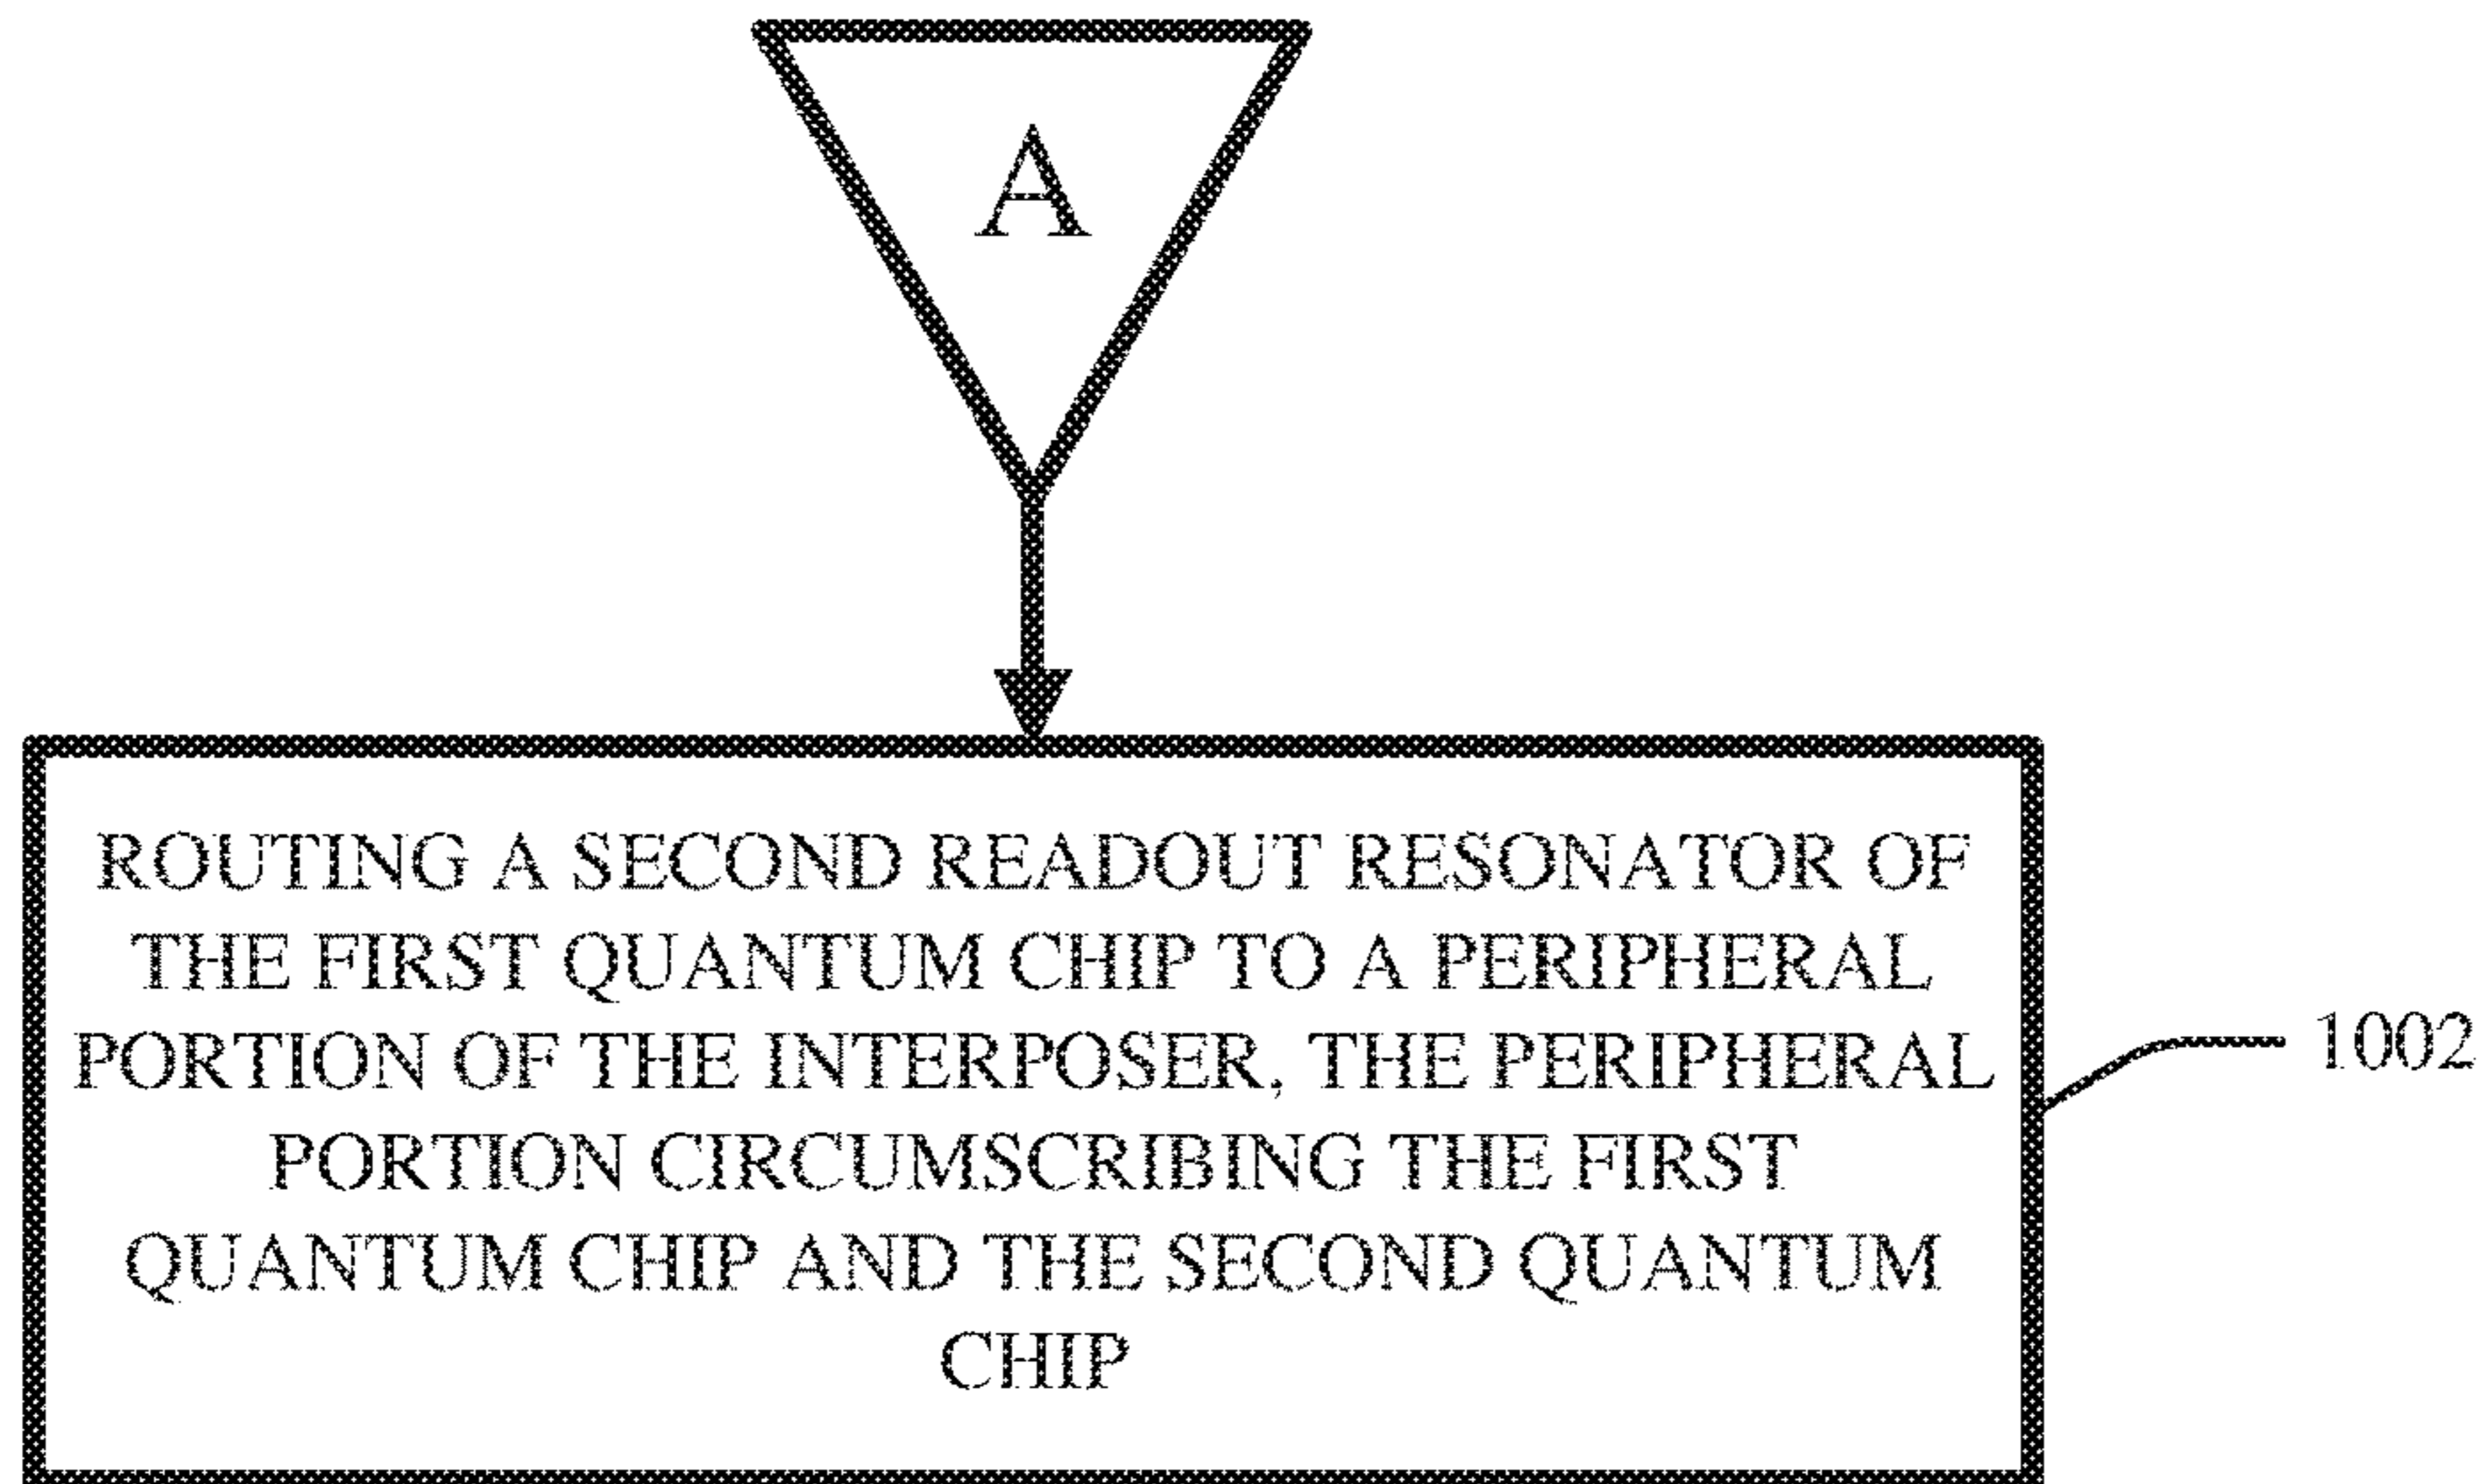 A
ROUTING A SECOND READOUT RESONATOR OF
THE FIRST QUANTUM CHIP TO A PERIPHERAL
PORTION OF THE INTERPOSER, THE PERIPHERAL
PORTION CIRCUMSCRIBING THE FIRST
QUANTUM CHIP AND THE SECOND QUANTUM
CHIP
1002